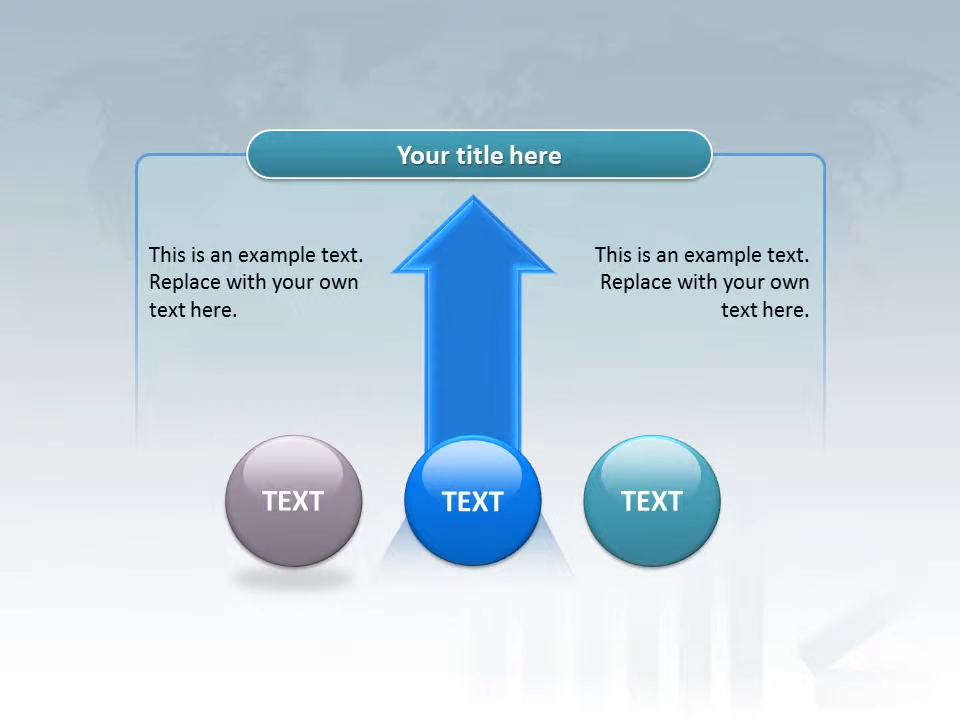 Your title here
This is an example text.
Replace with your own
text here.
This is an example text.
Replace with your own
text here.
TEXT
TEXT
TEXT